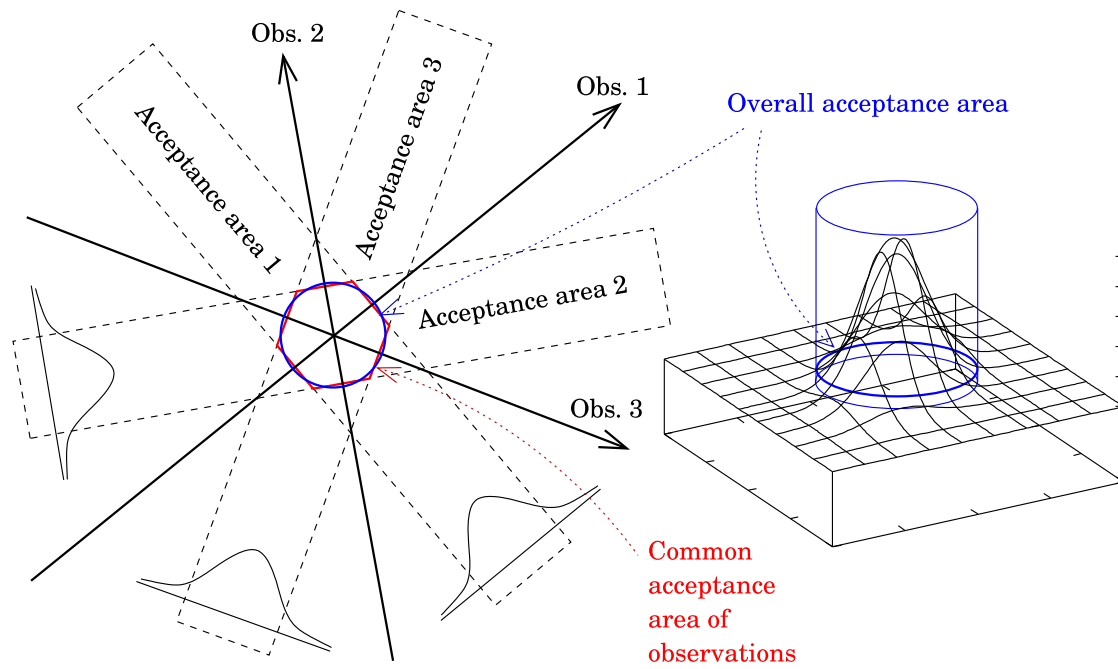 Obs. 2
Obs. 1
Overall acceptance area
Acceptance area 1
Acceptance area 3
Acceptance area 2
Obs. 3
Common
acceptance
area of
observations